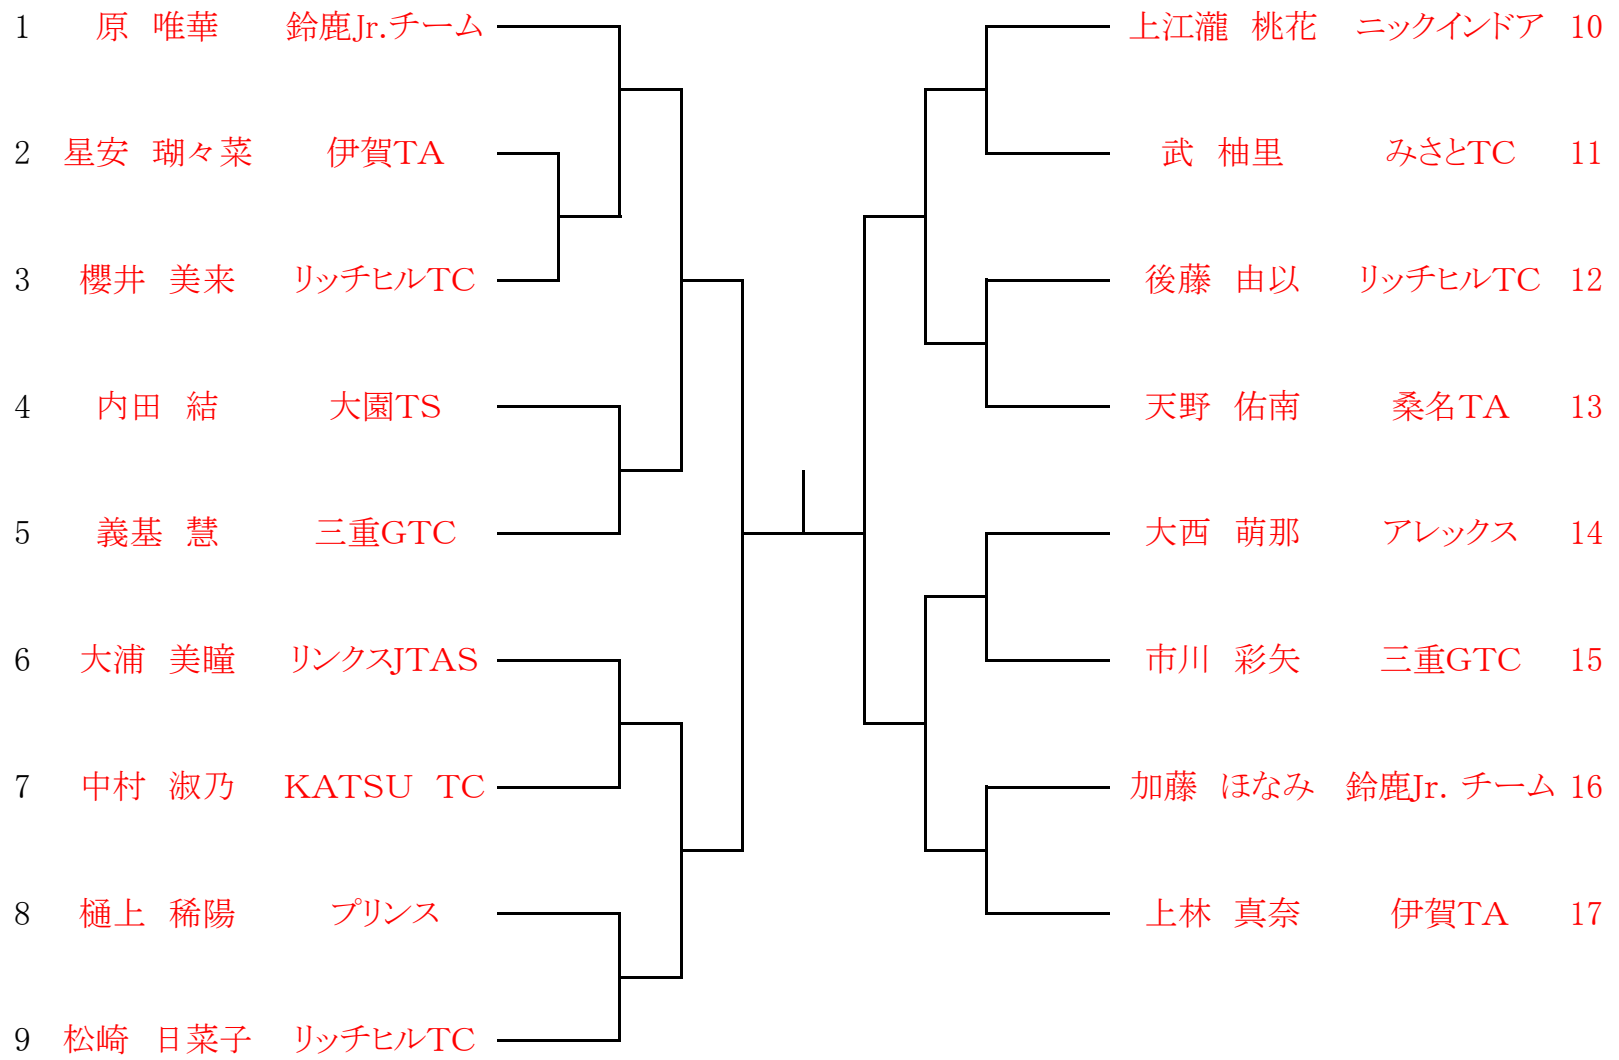 1 原 唯華 鈴鹿Jr.チーム
2 星安 瑚々菜 伊賀TA
3 櫻井 美来 リッチヒルTC
4 内田 結 大園TS
5 義基 慧 三重GTC
6 大浦 美瞳 リンクスJTAS
7 中村 淑乃 KATSU TC
8 樋上 稀陽 プリンス
9 松崎 日菜子 リッチヒルTC
上江瀧 桃花 ニックインドア 10
武 柚里 みさとTC 11
後藤 由以 リッチヒルTC 12
天野 佑南 桑名TA 13
大西 萌那 アレックス 14
市川 彩矢 三重GTC 15
加藤 ほなみ 鈴鹿Jr. チーム 16
上林 真奈 伊賀TA 17